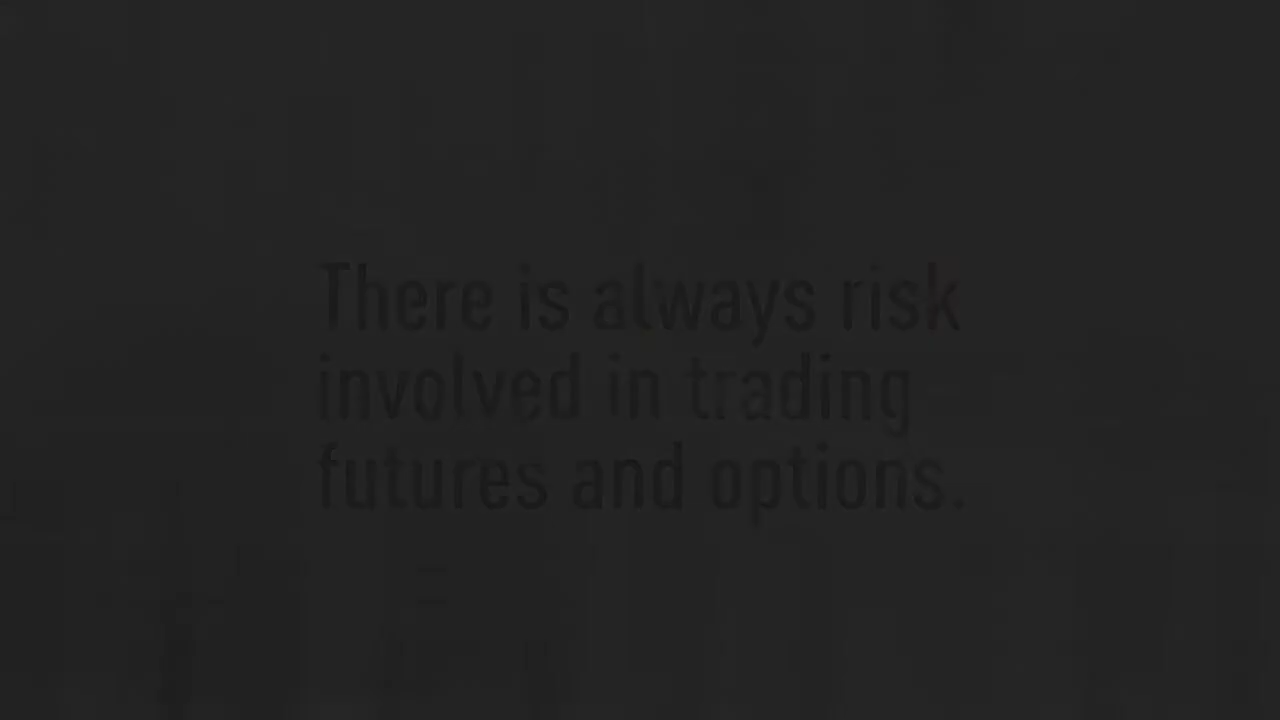 There is always risk
involved in trading
futures and options.